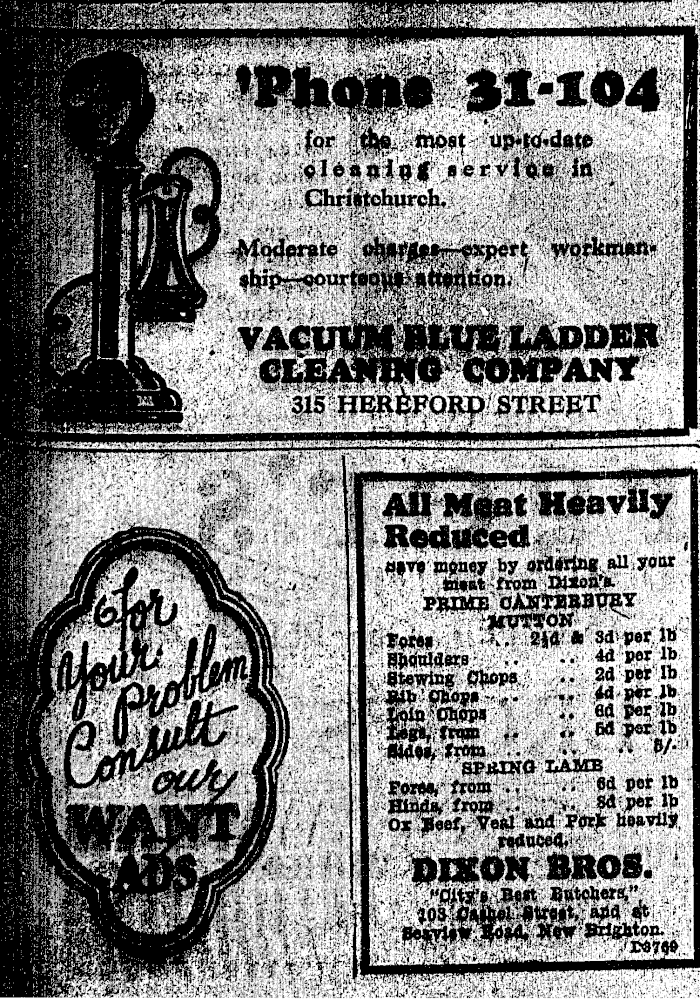 'Phone 31-104
for the most up-to-date
cleaning service in
Christchurch.
Moderate charges—expert workman-
ship—courteous attention.
VACUUM BLUE LADDER
CLEANING COMPANY
315 HEREFORD STREET
For
Your
Problem
Consult
our
WANT
ADS
All Meat Heavily
Reduced
save money by ordering all your
meat from Dixon's.
PRIME CANTERBURY
MUTTON
Fores .. 2½d & 3d per lb
Shoulders .. .. 4d per lb
Stewing Chops .. 2d per lb
Rib Chops .. .. 4d per lb
Loin Chops .. 6d per lb
Legs, from .. .. 5d per lb
Sides, from .. .. .. 5/-
SPRING LAMB
Fores, from .. .. 6d per lb
Hinds, from .. .. 8d per lb
Ox Beef, Veal and Pork heavily
reduced.
DIXON BROS.
"City's Best Butchers,"
103 Cashel Street, and at
Seaview Road, New Brighton.
D3769